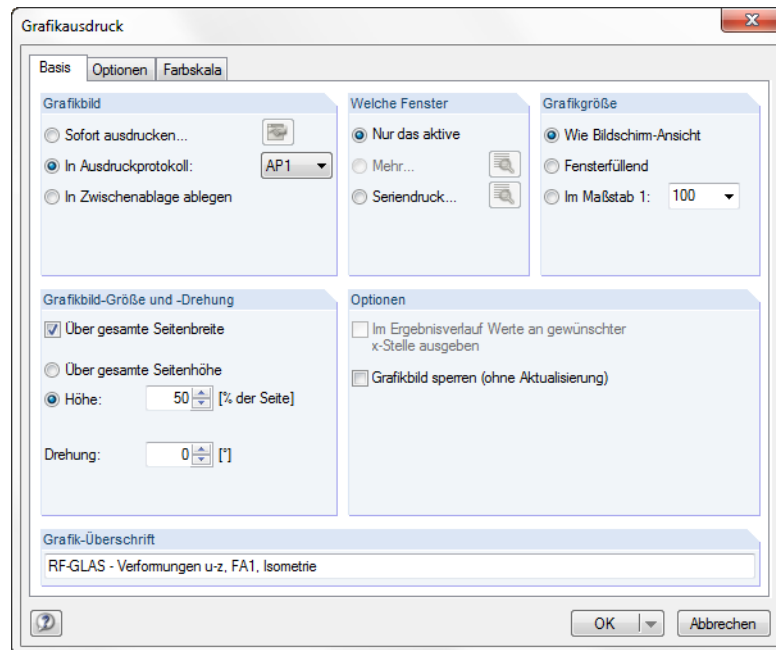 Grafikausdruck
Basis
Optionen
Farbskala
Grafikbild
Sofort ausdrucken...
In Ausdruckprotokoll:
AP1
In Zwischenablage ablegen
Welche Fenster
Nur das aktive
Mehr...
Seriendruck...
Grafikgröße
Wie Bildschirm-Ansicht
Fensterfüllend
Im Maßstab 1:
100
Grafikbild-Größe und -Drehung
Über gesamte Seitenbreite
Über gesamte Seitenhöhe
Höhe:
50
[% der Seite]
Drehung:
0
[°]
Optionen
Im Ergebnisverlauf Werte an gewünschter
x-Stelle ausgeben
Grafikbild sperren (ohne Aktualisierung)
Grafik-Überschrift
RF-GLAS - Verformungen u-z, FA1, Isometrie
OK
Abbrechen